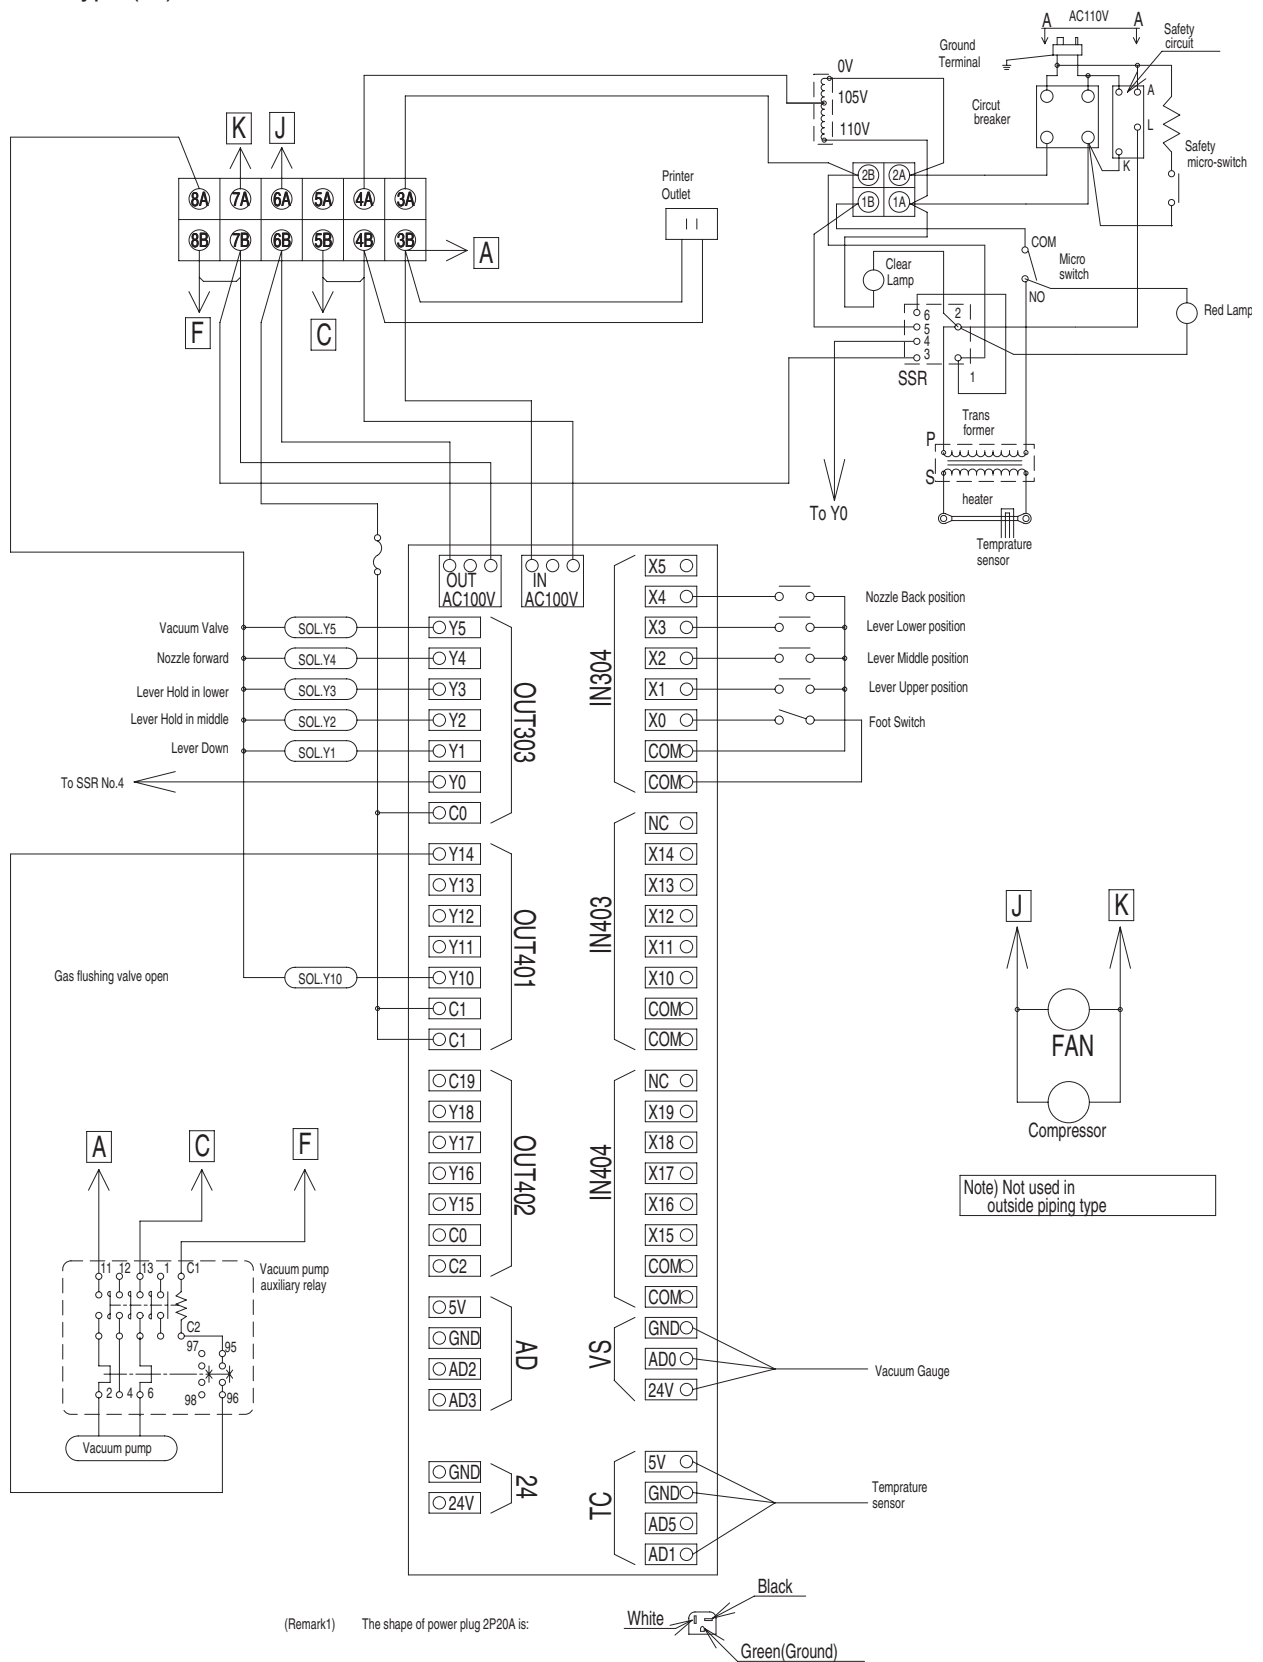 A
AC110V
A
Safety
circuit
Ground
Terminal
0V
105V
110V
Circut
breaker
A
L
K
Safety
micro-switch
K
J
8A
7A
6A
5A
4A
3A
8B
7B
6B
5B
4B
3B
A
F
C
Printer
Outlet
2B
2A
1B
1A
COM
Micro
switch
NO
Clear
Lamp
Red Lamp
6
5
4
3
2
1
SSR
Trans
former
P
S
heater
Temprature
sensor
To Y0
OUT
AC100V
IN
AC100V
Vacuum Valve
SOL.Y5
Y5
Nozzle forward
SOL.Y4
Y4
Lever Hold in lower
SOL.Y3
Y3
Lever Hold in middle
SOL.Y2
Y2
Lever Down
SOL.Y1
Y1
To SSR No.4
Y0
C0
OUT303
X5
X4
Nozzle Back position
X3
Lever Lower position
X2
Lever Middle position
X1
Lever Upper position
X0
Foot Switch
COM
COM
IN304
Y14
Y13
Y12
Y11
Gas flushing valve open
SOL.Y10
Y10
C1
C1
OUT401
NC
X14
X13
X12
X11
X10
COM
COM
IN403
C19
Y18
Y17
Y16
Y15
C0
C2
OUT402
NC
X19
X18
X17
X16
X15
COM
COM
IN404
5V
GND
AD2
AD3
AD
GND
AD0
24V
VS
Vacuum Gauge
GND
24V
24
5V
GND
AD5
AD1
TC
Temprature
sensor
J
K
FAN
Compressor
Note) Not used in
outside piping type
A
C
F
11
12
13
1
C1
Vacuum pump
auxiliary relay
C2
97
95
2
4
6
98
96
Vacuum pump
(Remark1) The shape of power plug 2P20A is:
White
Black
Green(Ground)